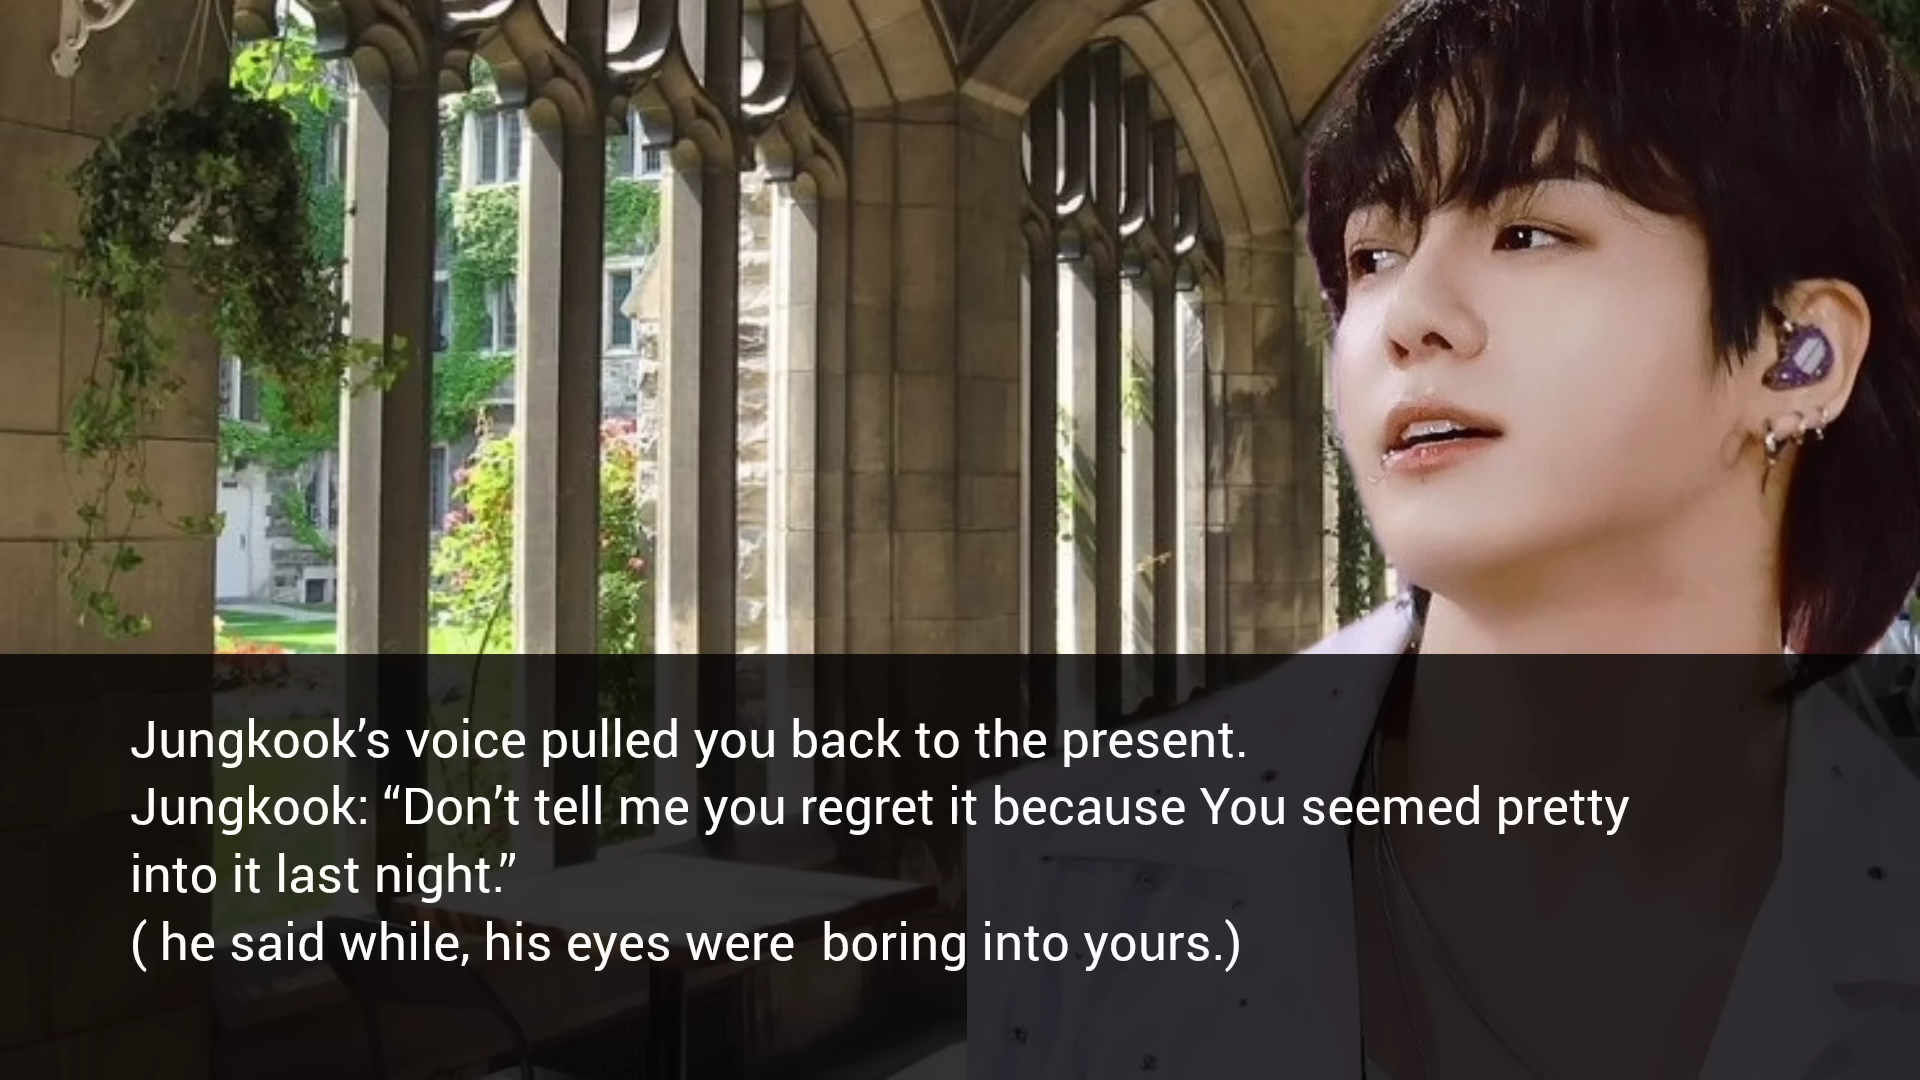 Jungkook’s voice pulled you back to the present.
Jungkook: “Don’t tell me you regret it because You seemed pretty
into it last night.”
( he said while, his eyes were  boring into yours.)